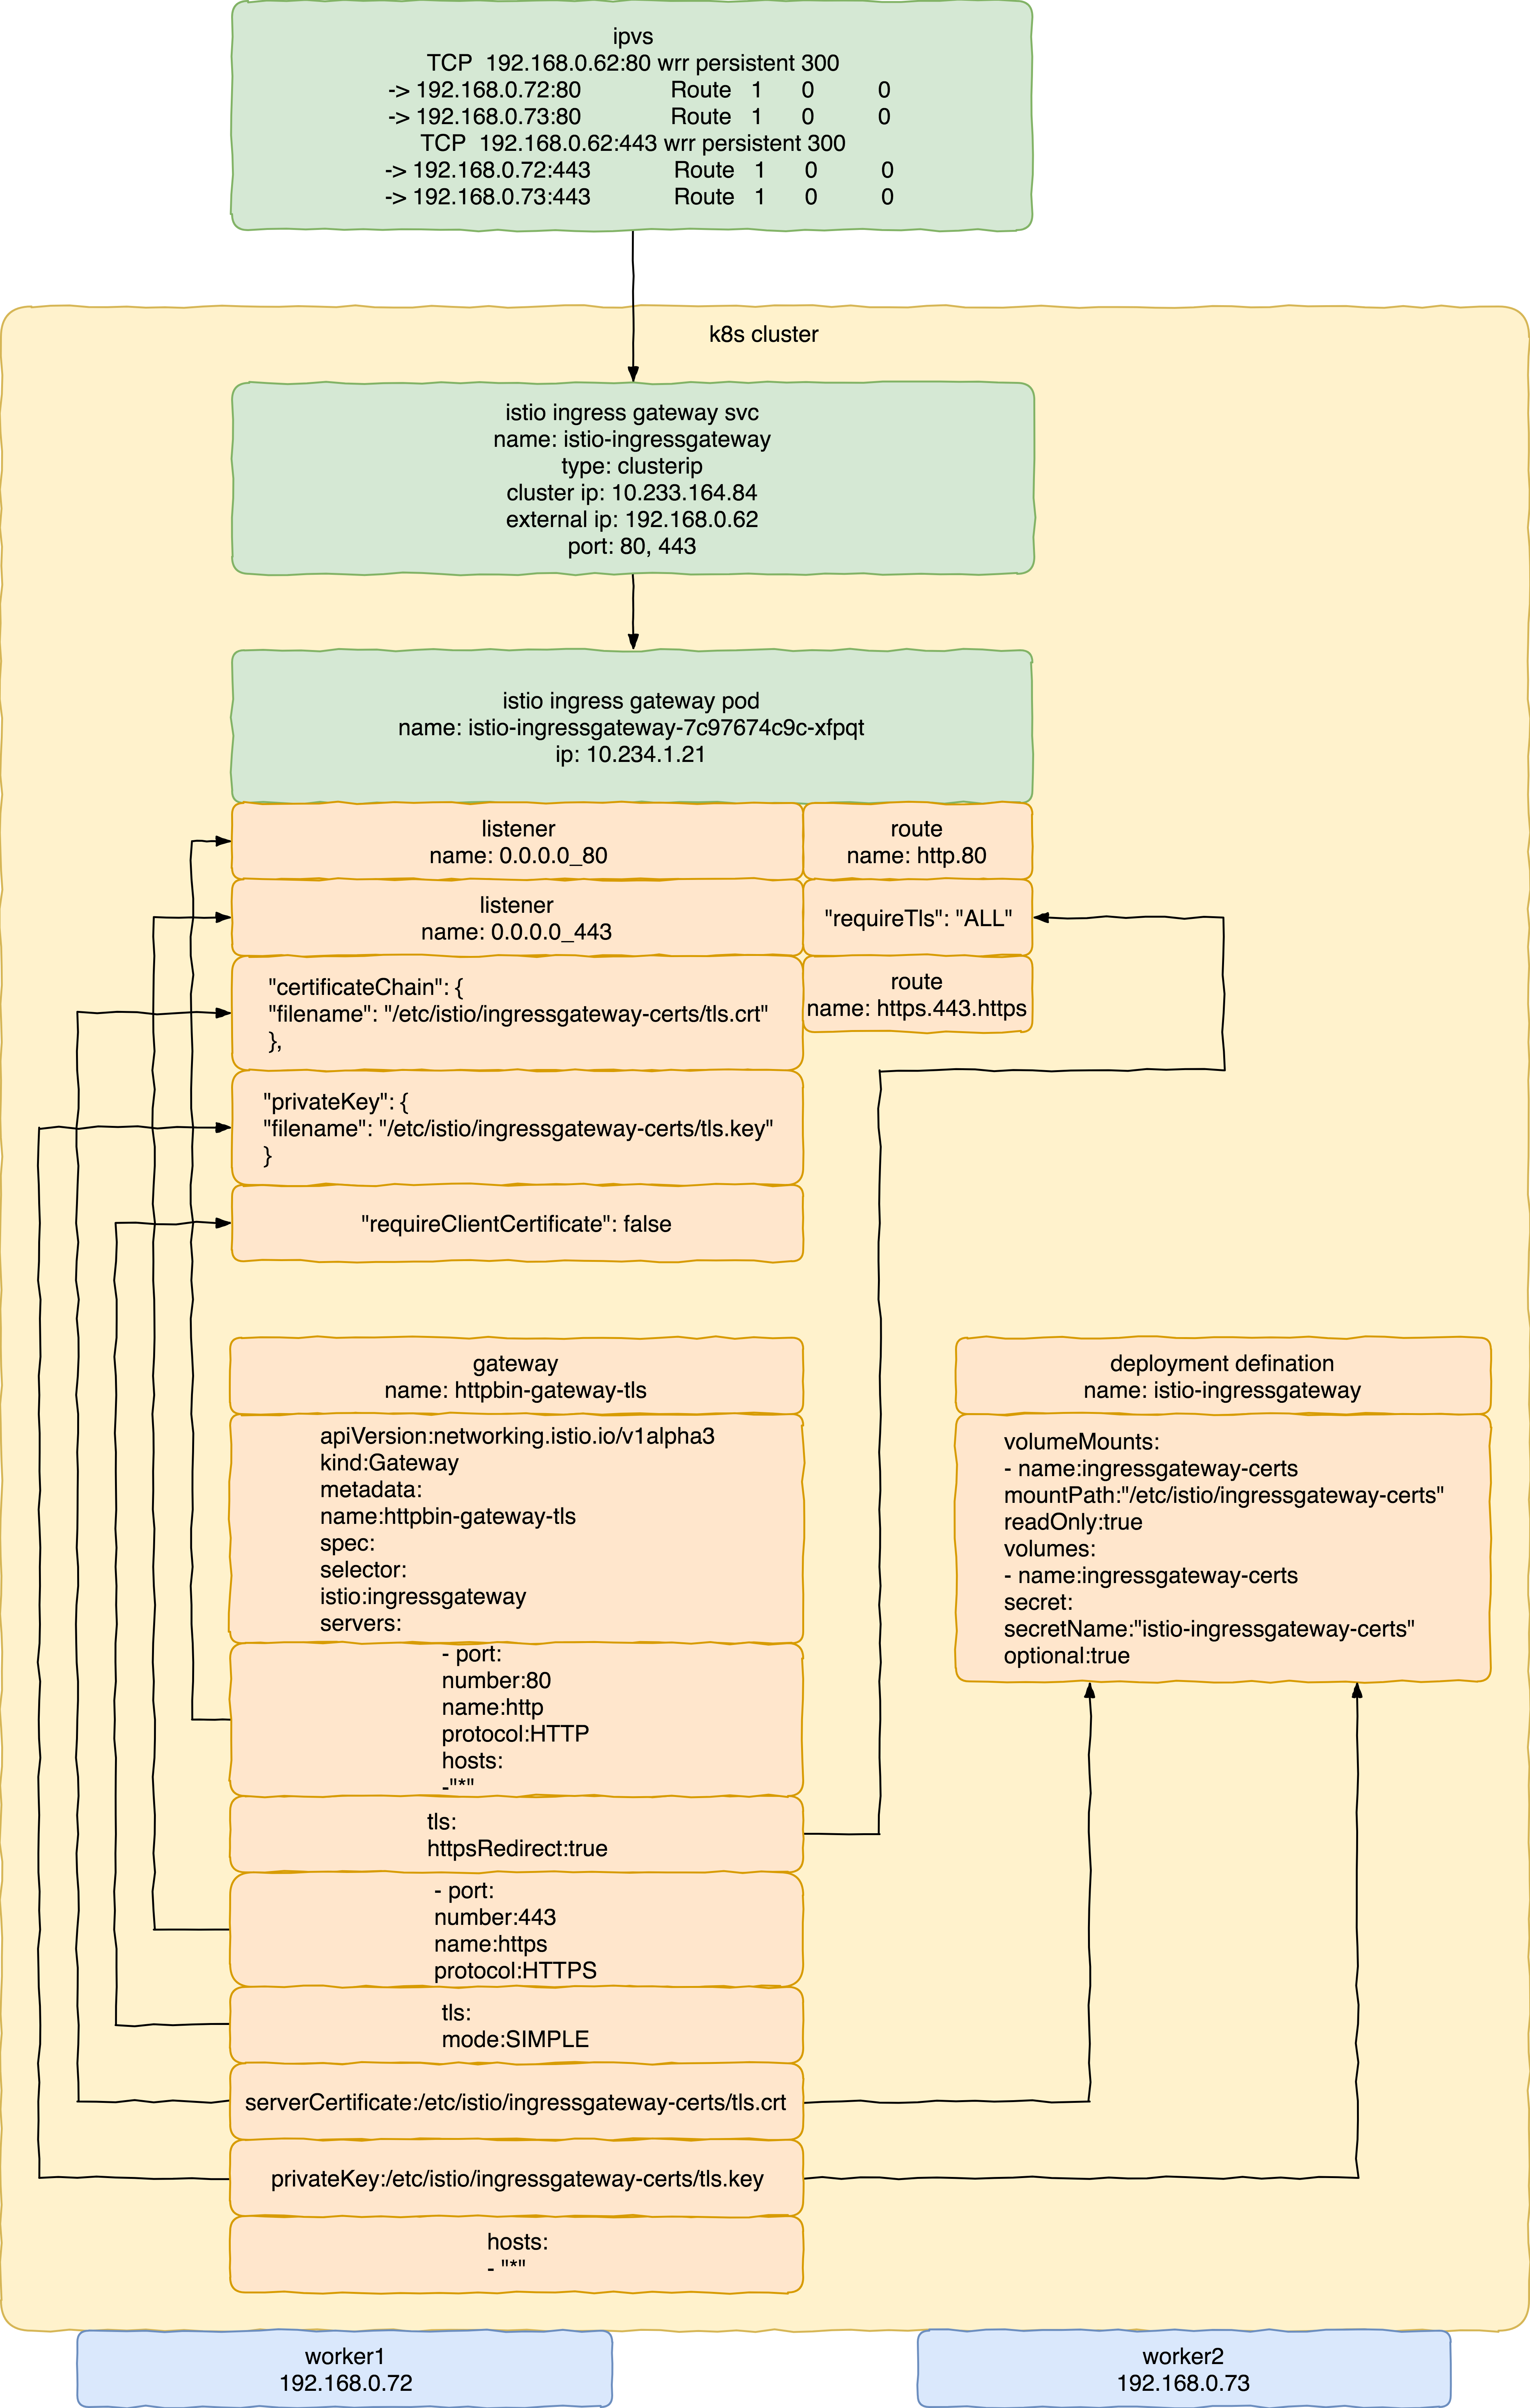 ipvs
TCP 192.168.0.62:80 wrr persistent 300
-> 192.168.0.72:80 Route 1 0 0
-> 192.168.0.73:80 Route 1 0 0
TCP 192.168.0.62:443 wrr persistent 300
-> 192.168.0.72:443 Route 1 0 0
-> 192.168.0.73:443 Route 1 0 0
k8s cluster
istio ingress gateway svc
name: istio-ingressgateway
type: clusterip
cluster ip: 10.233.164.84
external ip: 192.168.0.62
port: 80, 443
istio ingress gateway pod
name: istio-ingressgateway-7c97674c9c-xfpqt
ip: 10.234.1.21
listener
name: 0.0.0.0_80
route
name: http.80
listener
name: 0.0.0.0_443
"requireTls": "ALL"
"certificateChain": {
"filename": "/etc/istio/ingressgateway-certs/tls.crt"
},
route
name: https.443.https
"privateKey": {
"filename": "/etc/istio/ingressgateway-certs/tls.key"
}
"requireClientCertificate": false
gateway
name: httpbin-gateway-tls
apiVersion:networking.istio.io/v1alpha3
kind:Gateway
metadata:
name:httpbin-gateway-tls
spec:
selector:
istio:ingressgateway
servers:
- port:
number:80
name:http
protocol:HTTP
hosts:
-"*"
tls:
httpsRedirect:true
- port:
number:443
name:https
protocol:HTTPS
tls:
mode:SIMPLE
serverCertificate:/etc/istio/ingressgateway-certs/tls.crt
privateKey:/etc/istio/ingressgateway-certs/tls.key
hosts:
- "*"
deployment defination
name: istio-ingressgateway
volumeMounts:
- name:ingressgateway-certs
mountPath:"/etc/istio/ingressgateway-certs"
readOnly:true
volumes:
- name:ingressgateway-certs
secret:
secretName:"istio-ingressgateway-certs"
optional:true
worker1
192.168.0.72
worker2
192.168.0.73